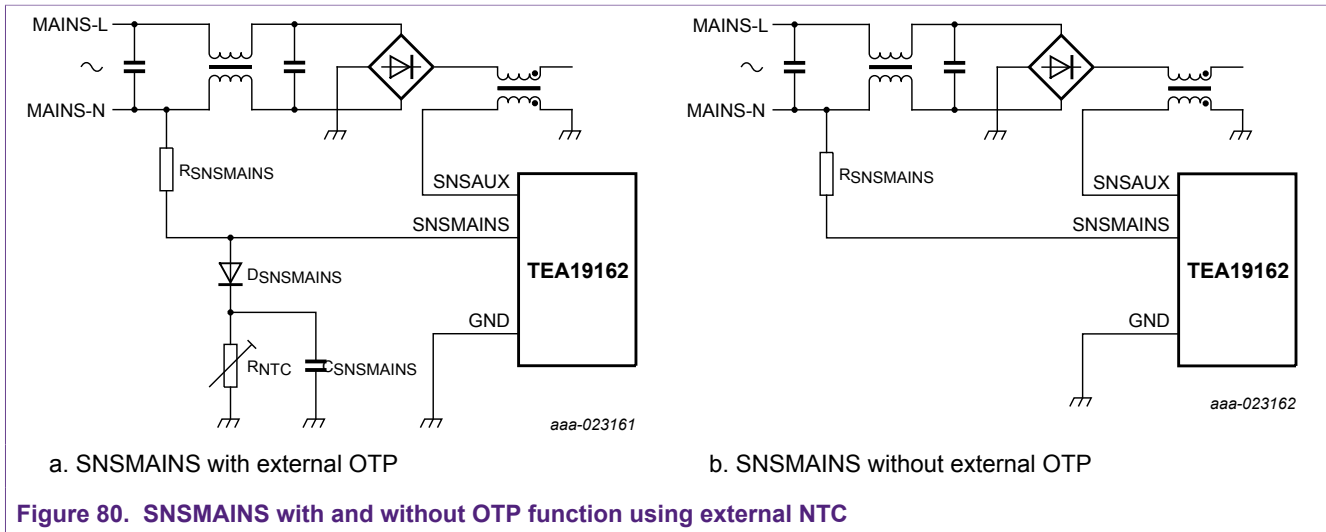 MAINS-L
MAINS-N
RSNSMAINS
SNSAUX
SNSMAINS
DSNSMAINS
TEA19162
GND
RNTC
CSNSMAINS
aaa-023161
a. SNSMAINS with external OTP
MAINS-L
MAINS-N
RSNSMAINS
SNSAUX
SNSMAINS
TEA19162
GND
aaa-023162
b. SNSMAINS without external OTP
Figure 80. SNSMAINS with and without OTP function using external NTC